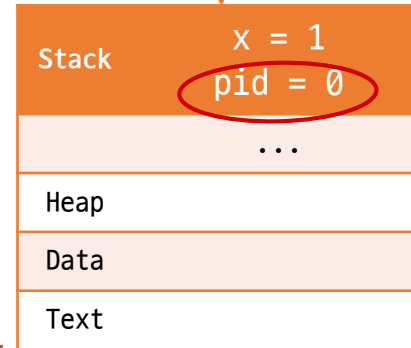 Stack
x = 1
pid = 0
...
Heap
Data
Text